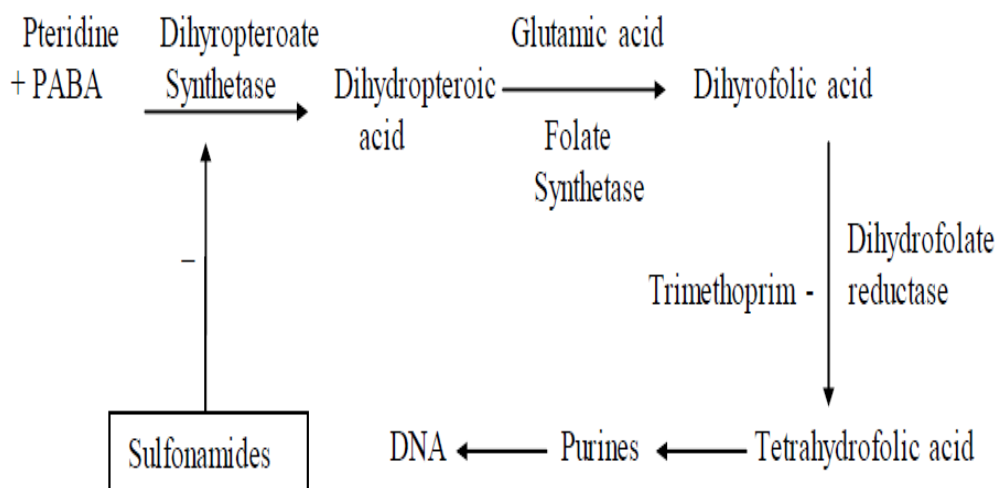 Pteridine
+ PABA
Dihyropteroate
Synthetase
Dihydropteroic
acid
Glutamic acid
Folate
Synthetase
Dihyrofolic acid
Dihydrofolate
reductase
Trimethoprim -
–
Sulfonamides
Tetrahydrofolic acid
Purines
DNA